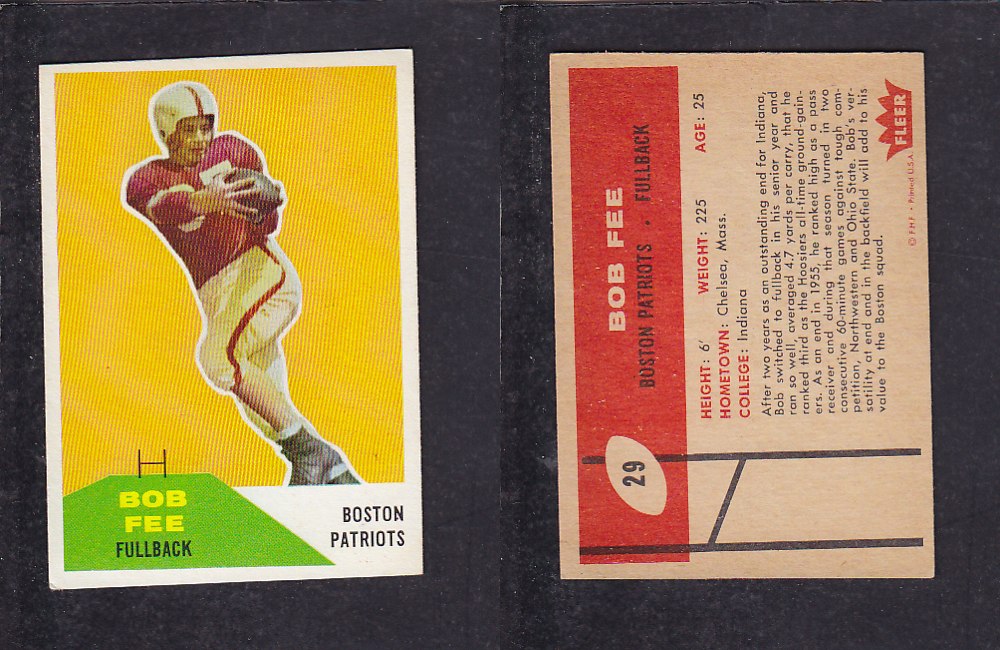 BOB
FEE
FULLBACK
BOSTON
PATRIOTS
29
BOB FEE
BOSTON PATRIOTS • FULLBACK
HEIGHT: 6' WEIGHT: 225 AGE: 25
HOMETOWN: Chelsea, Mass.
COLLEGE: Indiana
After two years as an outstanding end for Indiana,
Bob switched to fullback in his senior year and
ran so well, averaged 4.7 yards per carry, that he
ranked third as the Hoosiers all-time ground-gain-
ers. As an end in 1955, he ranked high as a pass
receiver and during that season turned in two
consecutive 60-minute games against tough com-
petition, Northwestern and Ohio State. Bob's ver-
satility at end and in the backfield will add to his
value to the Boston squad.
© F.H.F. • Printed U.S.A.
FLEER